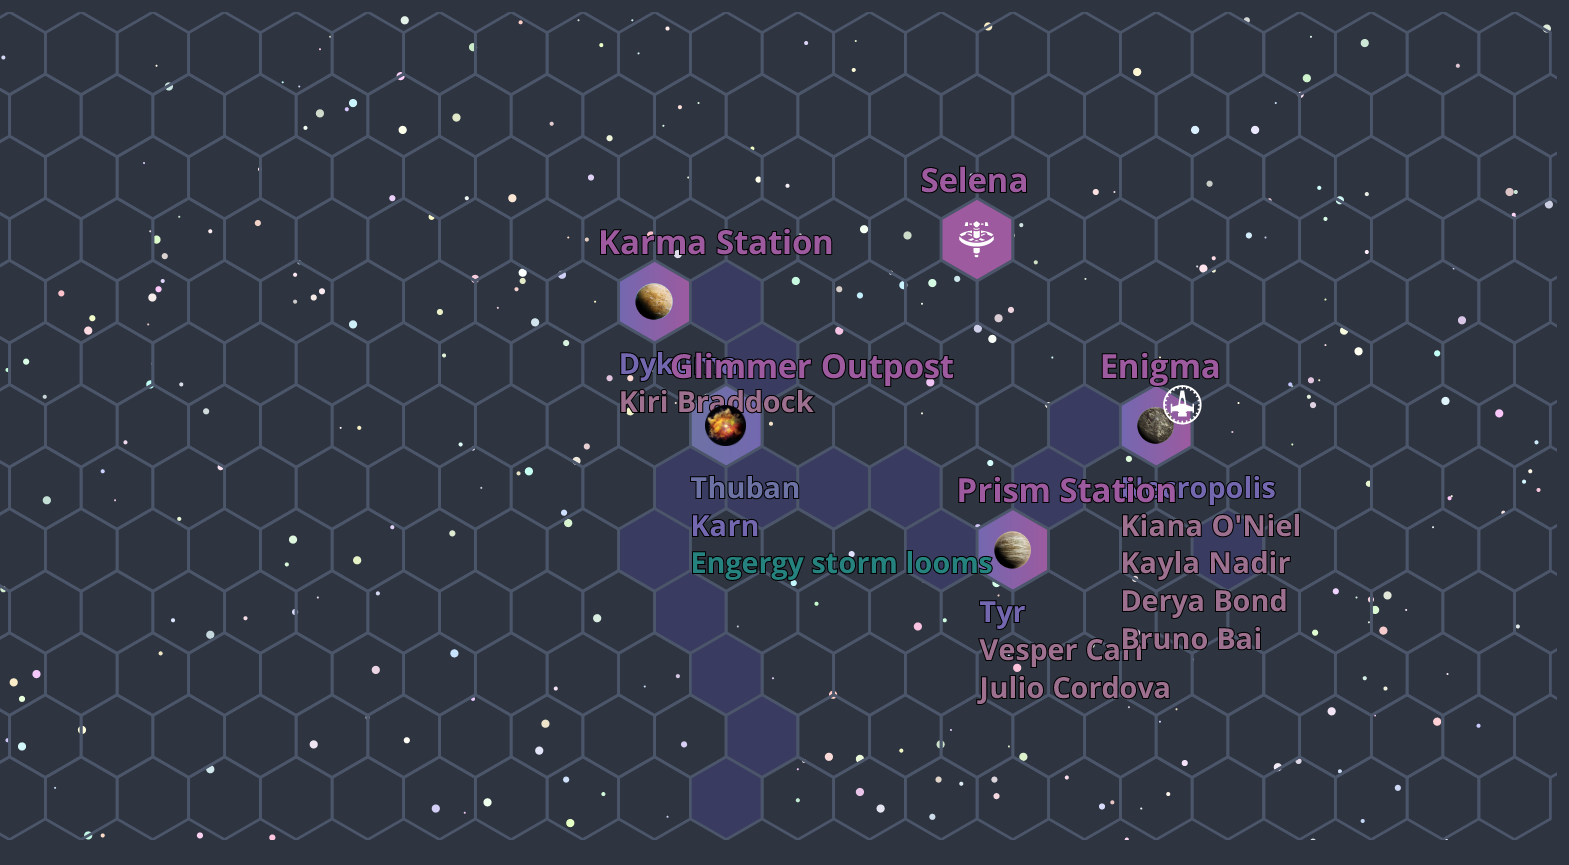 Selena
Karma Station
Glimmer Outpost
Kiri Braddock
Enigma
Thuban
Karn
Engergy storm looms
Prism Station
Kiana O'Niel
Kayla Nadir
Derya Bond
Bruno Bai
Tyr
Vesper
Julio Cordova